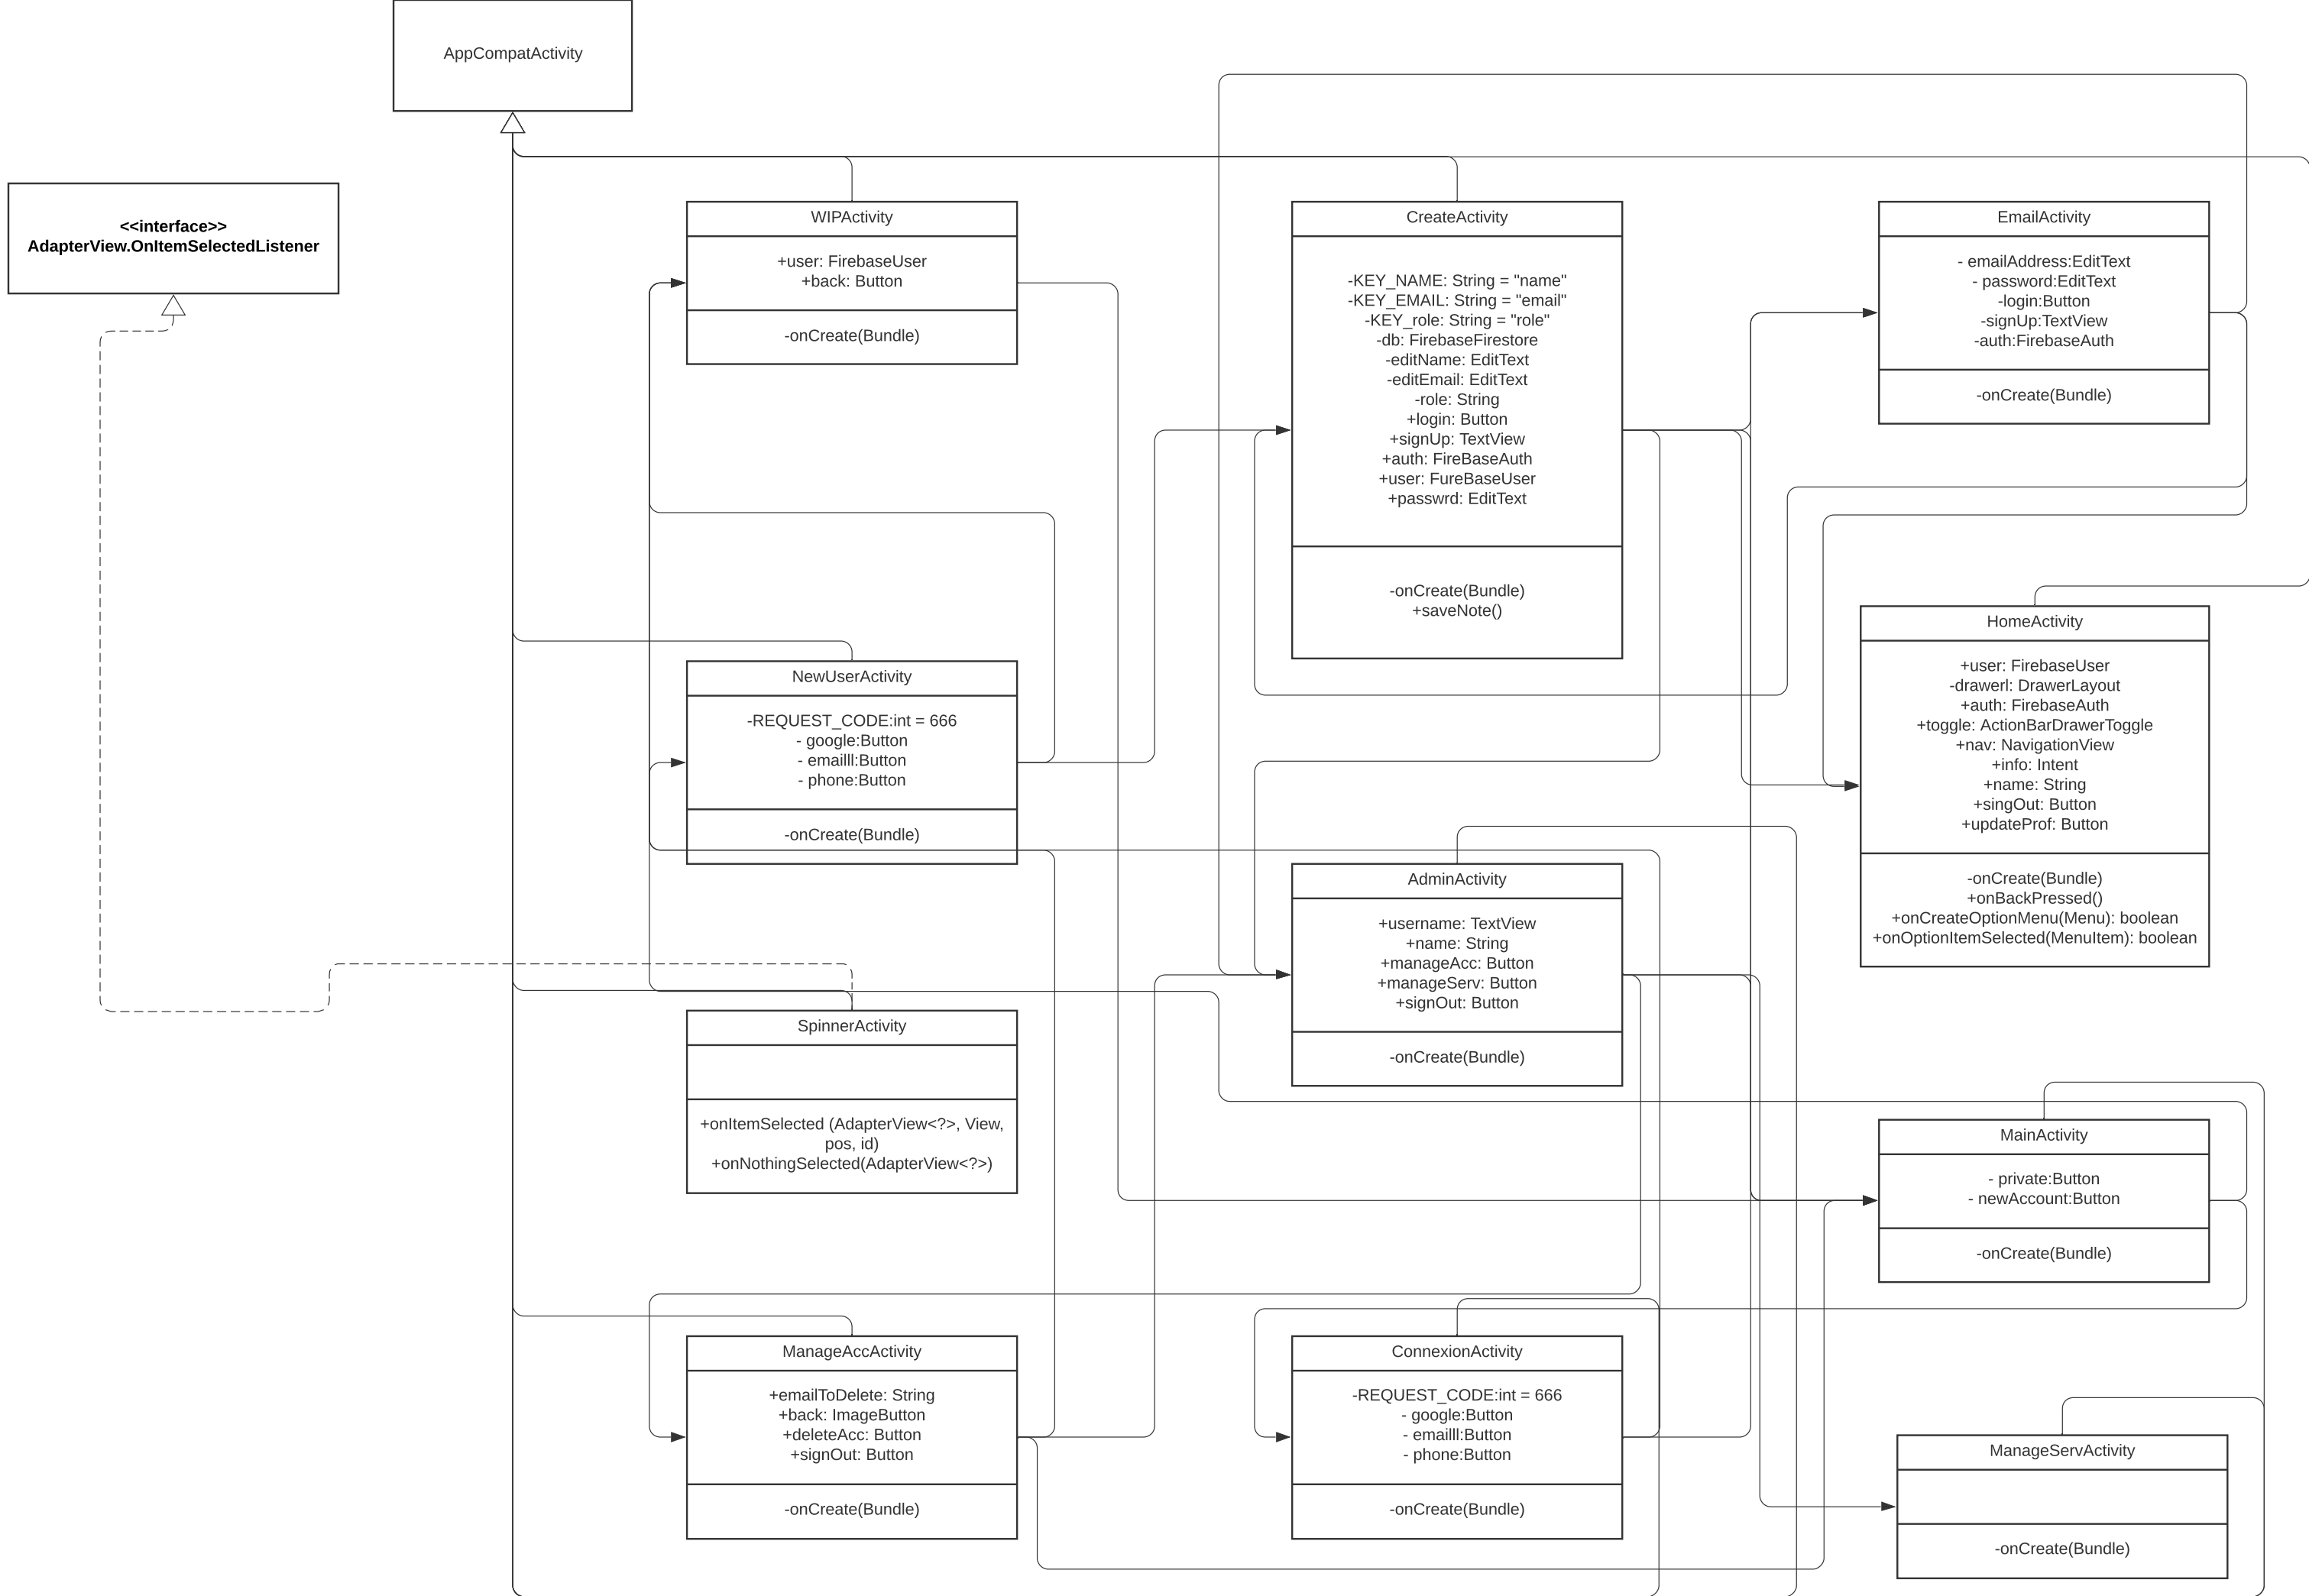 AppCompatActivity
<<interface>>
AdapterView.OnItemSelectedListener
WIPActivity
+user: FirebaseUser
+back: Button
-onCreate(Bundle)
CreateActivity
-KEY_NAME: String = "name"
-KEY_EMAIL: String = "email"
-KEY_role: String = "role"
-db: FirebaseFirestore
-editName: EditText
-editEmail: EditText
-role: String
+login: Button
+signUp: TextView
+auth: FireBaseAuth
+user: FureBaseUser
+passwrd: EditText
-onCreate(Bundle)
+saveNote()
EmailActivity
- emailAddress:EditText
- password:EditText
-login:Button
-signUp:TextView
-auth:FirebaseAuth
-onCreate(Bundle)
HomeActivity
+user: FirebaseUser
-drawerl: DrawerLayout
+auth: FirebaseAuth
+toggle: ActionBarDrawerToggle
+nav: NavigationView
+info: Intent
+name: String
+singOut: Button
+updateProf: Button
-onCreate(Bundle)
+onBackPressed()
+onCreateOptionMenu(Menu): boolean
+onOptionItemSelected(MenuItem): boolean
NewUserActivity
-REQUEST_CODE:int = 666
- google:Button
- emailll:Button
- phone:Button
-onCreate(Bundle)
AdminActivity
+username: TextView
+name: String
+manageAcc: Button
+manageServ: Button
+signOut: Button
-onCreate(Bundle)
SpinnerActivity
+onItemSelected (AdapterView<?>, View,
pos, id)
+onNothingSelected(AdapterView<?>)
MainActivity
- private:Button
- newAccount:Button
-onCreate(Bundle)
ManageAccActivity
+emailToDelete: String
+back: ImageButton
+deleteAcc: Button
+signOut: Button
-onCreate(Bundle)
ConnexionActivity
-REQUEST_CODE:int = 666
- google:Button
- emailll:Button
- phone:Button
-onCreate(Bundle)
ManageServActivity
-onCreate(Bundle)